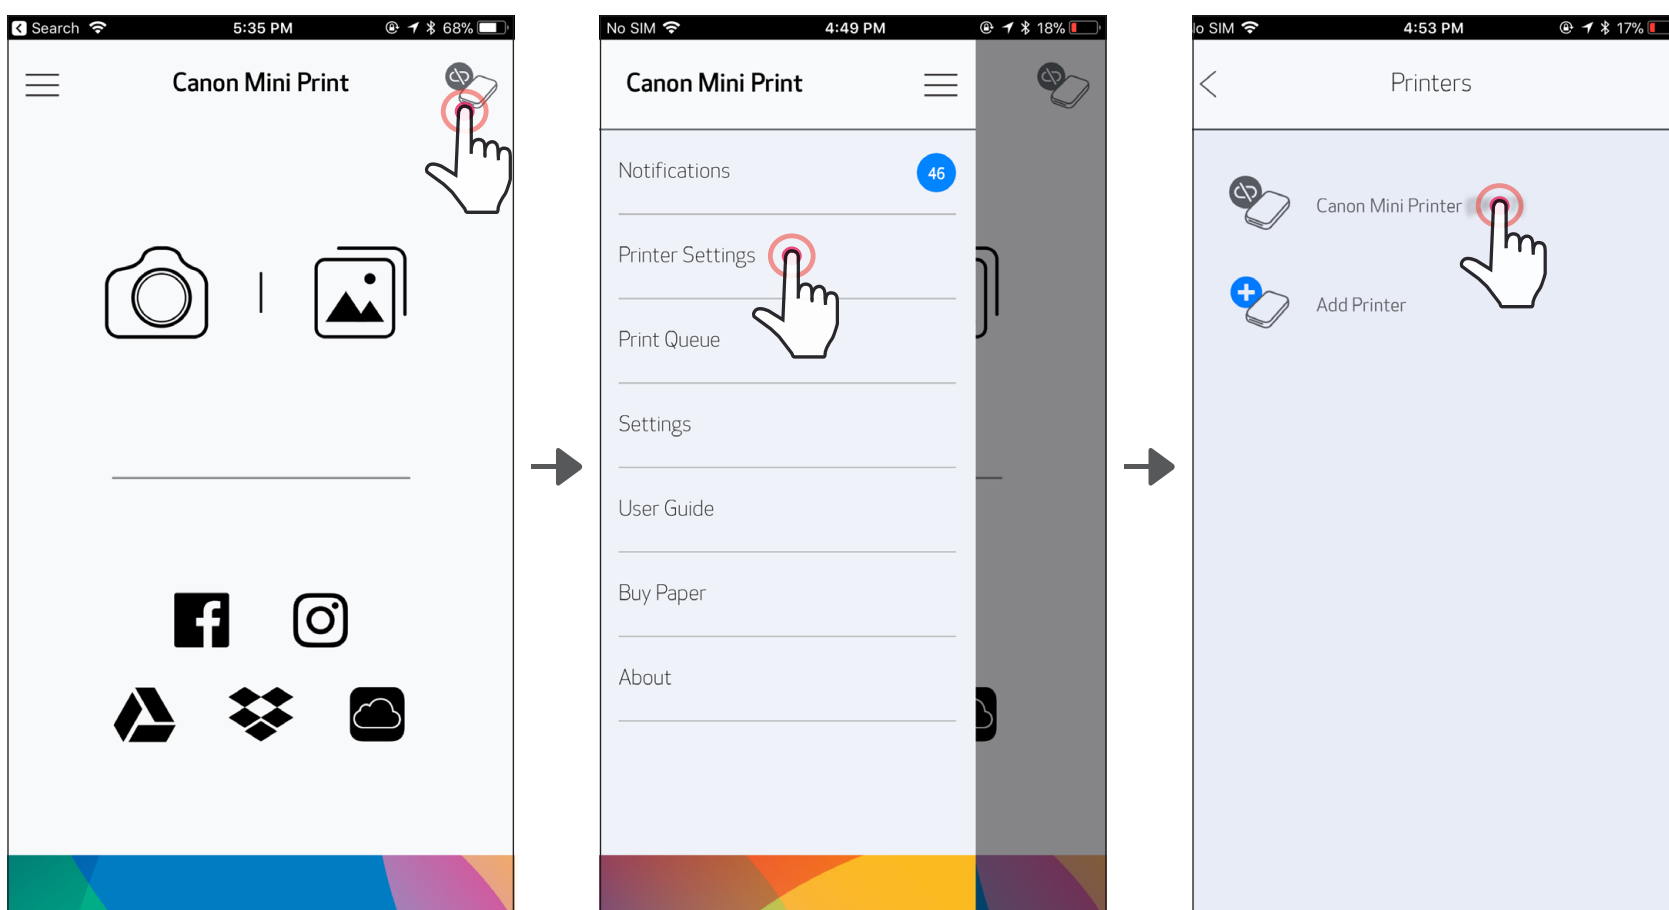 Search 5:35 PM 68%
Canon Mini Print
No SIM 4:49 PM 18%
Canon Mini Print
Notifications 46
Printer Settings
Print Queue
Settings
User Guide
Buy Paper
About
o SIM 4:53 PM 17%
Printers
Canon Mini Printer
Add Printer